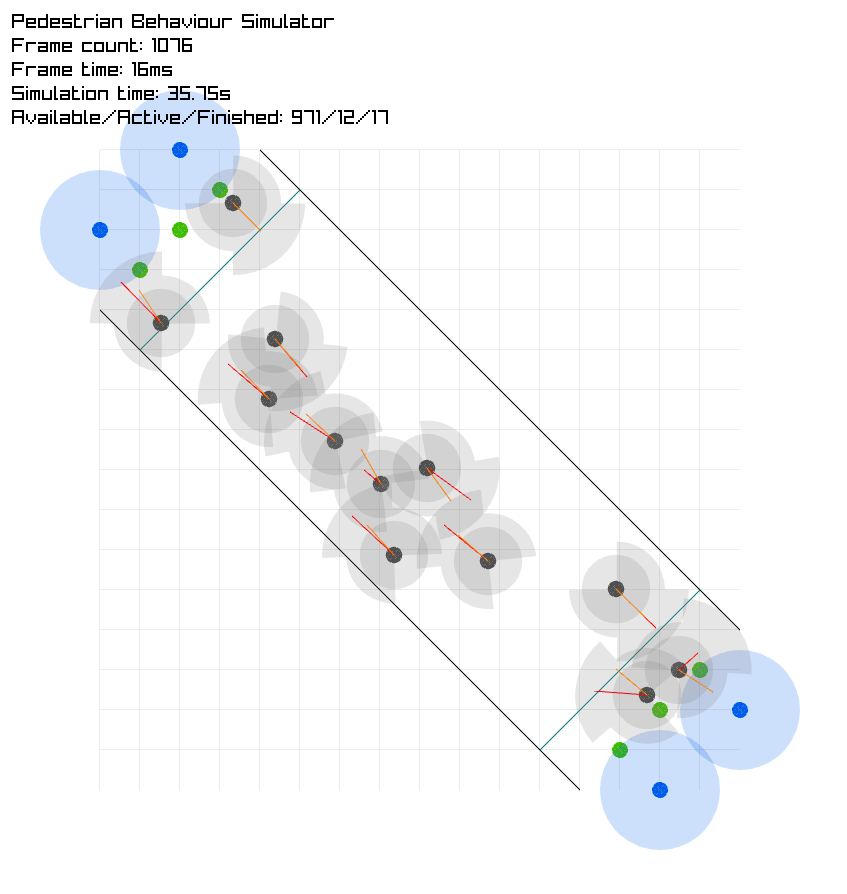 Pedestrian Behaviour Simulator
Frame count: 1076
Frame time: 16ms
Simulation time: 35.75s
Available/Active/Finished: 971/12/17